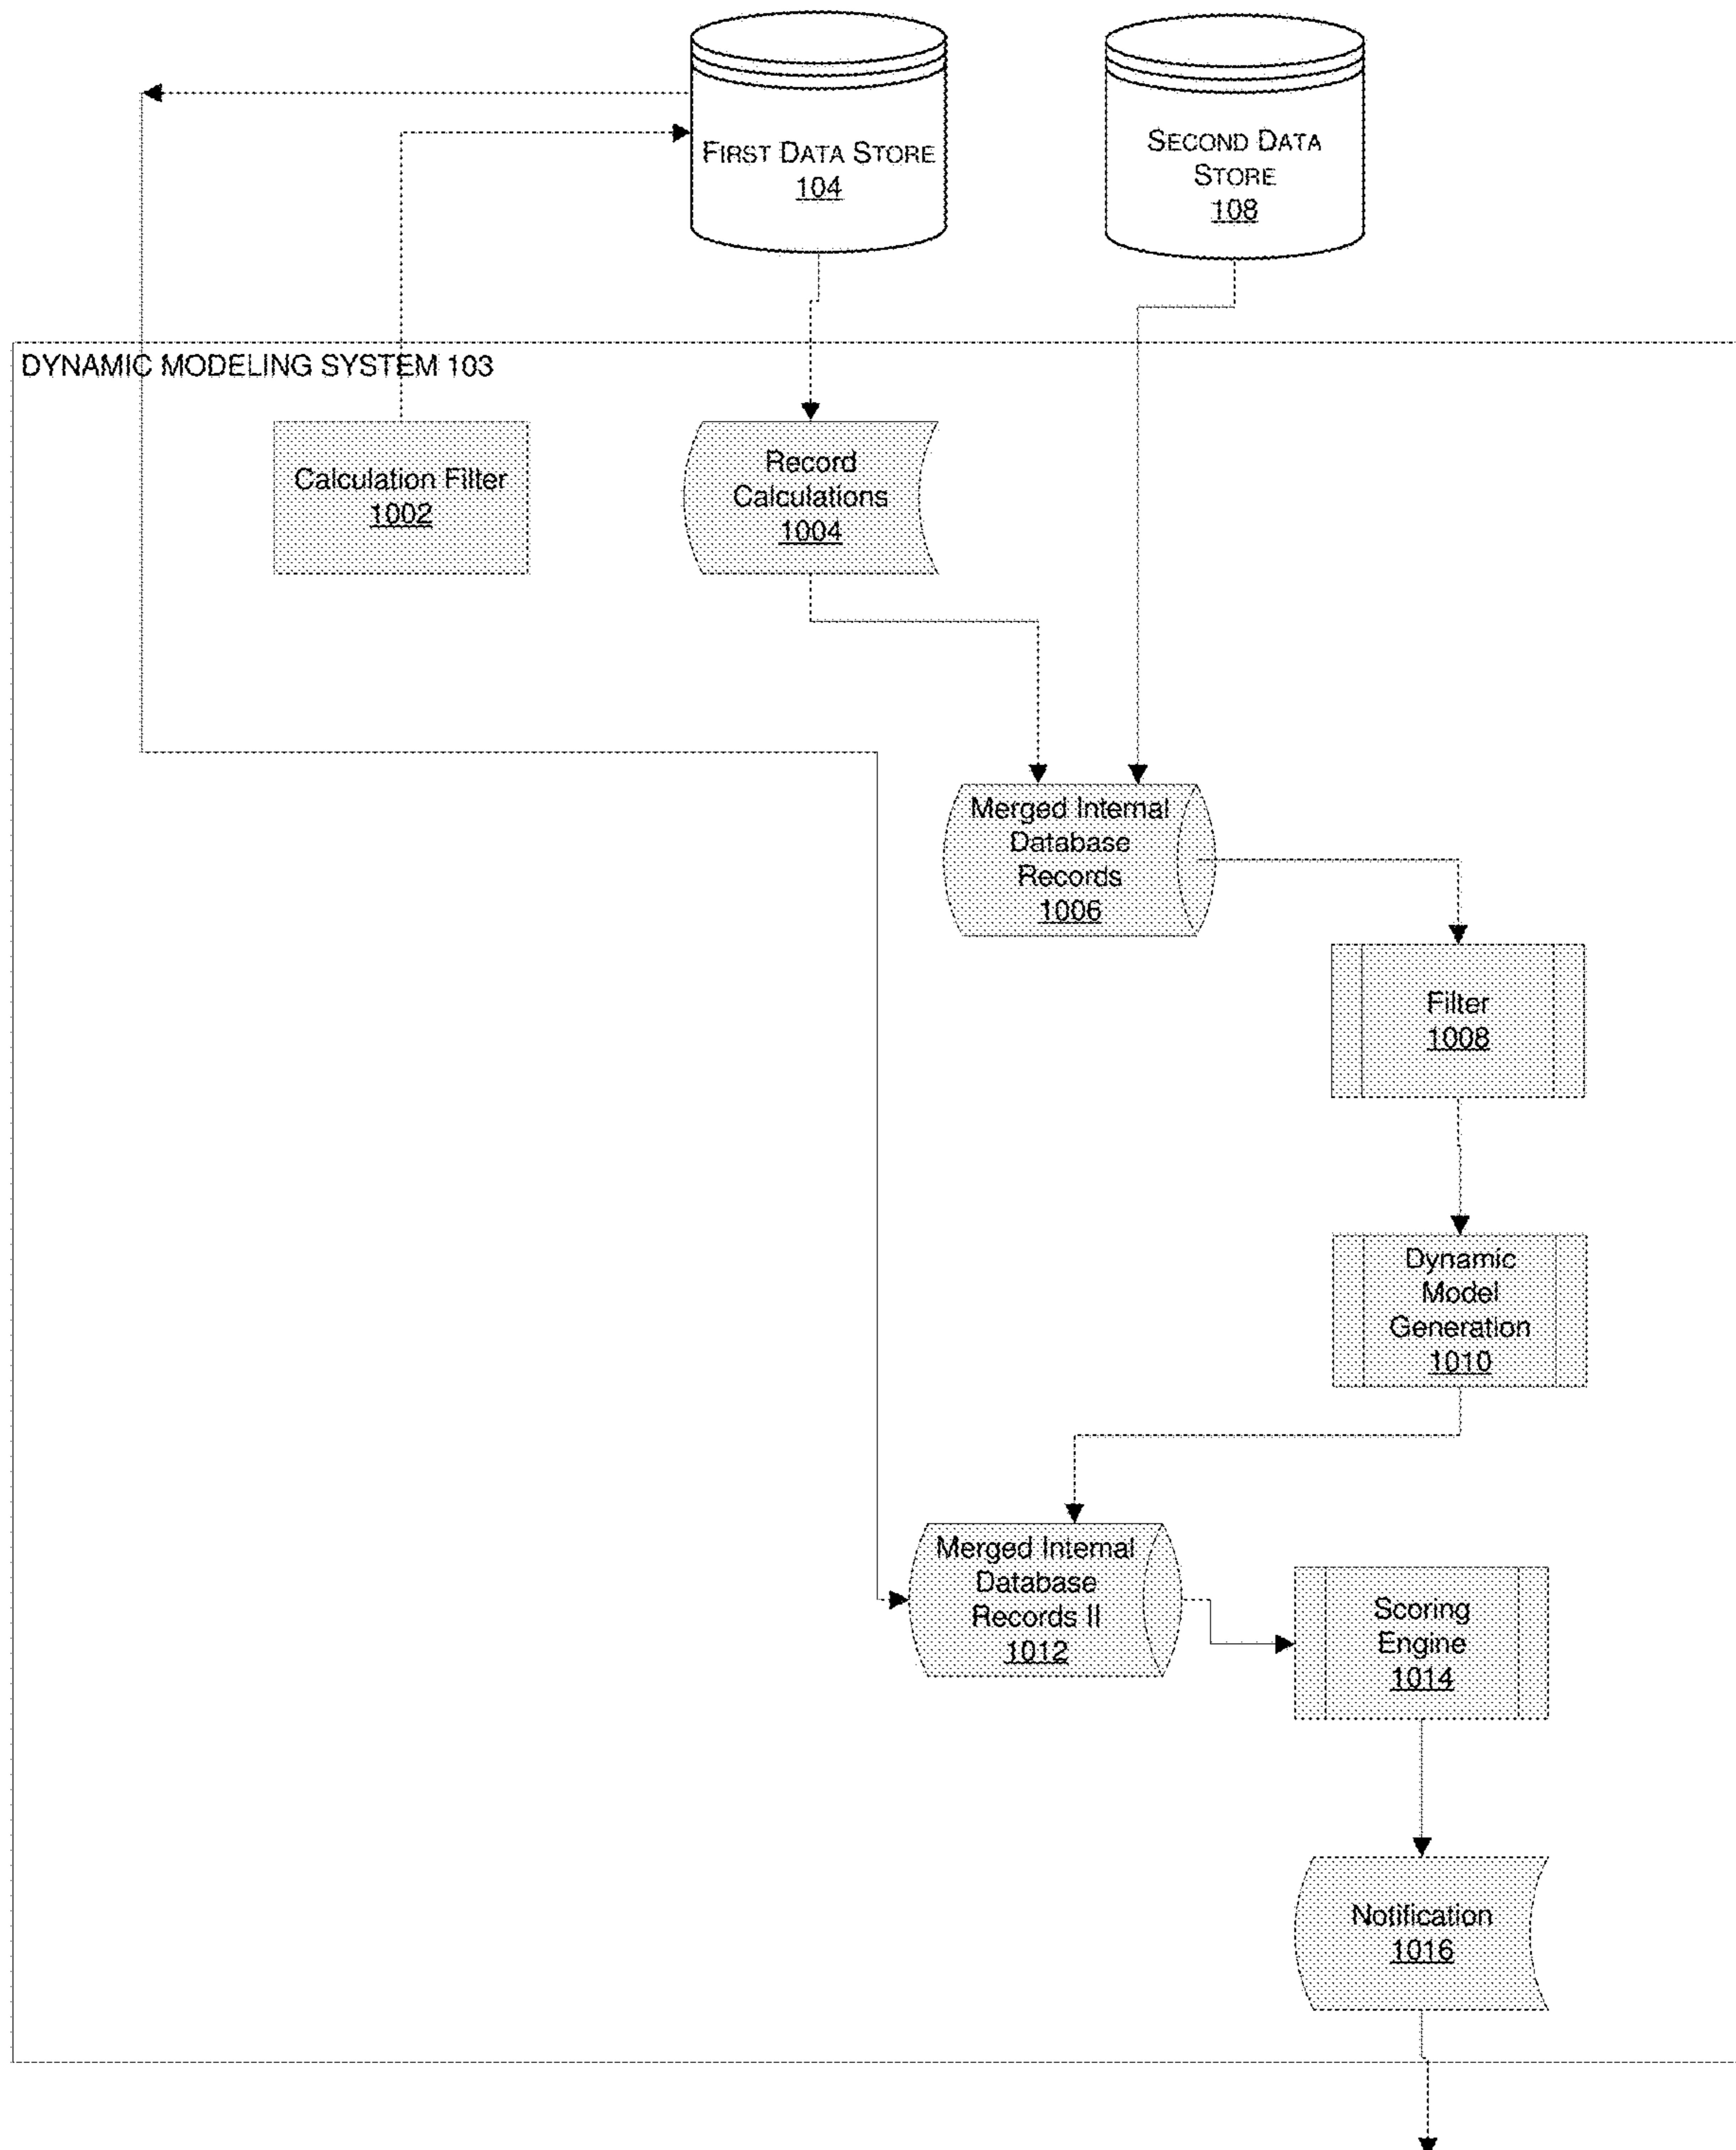 FIRST DATA STORE
104
SECOND DATA
STORE
108
DYNAMIC MODELING SYSTEM 103
Calculation Filter
1002
Record
Calculations
1004
Merged Internal
Database
Records
1006
Filter
1008
Dynamic
Model
Generation
1010
Merged Internal
Database
Records II
1012
Scoring
Engine
1014
Notification
1016